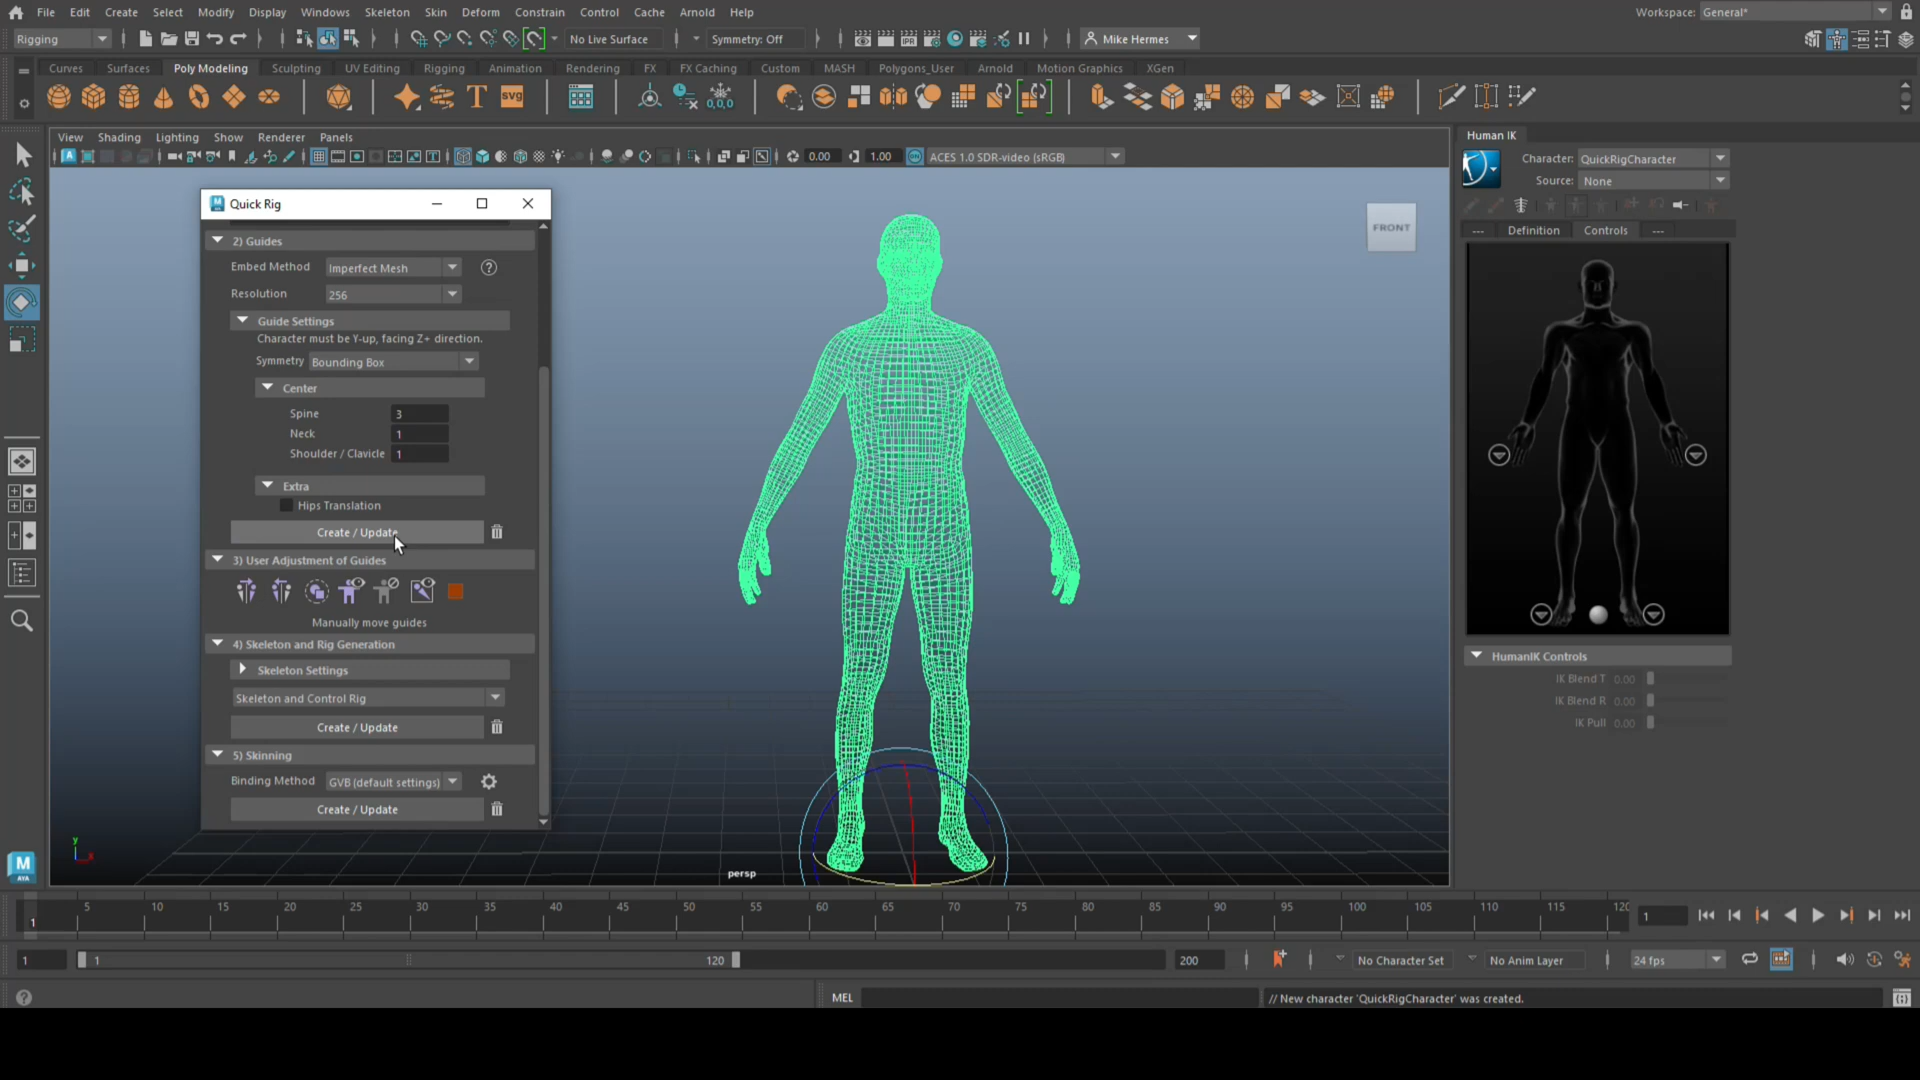 File Edit Create Select Modify Display Windows Skeleton Skin Deform Constrain Control Cache Arnold Help
Workspace: General*
Rigging No Live Surface Symmetry: Off IPR Mike Hermes
Curves Surfaces Poly Modeling Sculpting UV Editing Rigging Animation Rendering FX FX Caching Custom MASH Polygons_User Arnold Motion Graphics XGen
T SVG 0,0,0
View Shading Lighting Show Renderer Panels
0.00 1.00 ACES 1.0 SDR-video (sRGB)
Quick Rig
2) Guides
Embed Method Imperfect Mesh
Resolution 256
Guide Settings
Character must be Y-up, facing Z+ direction.
Symmetry Bounding Box
Center
Spine 3
Neck 1
Shoulder / Clavicle 1
Extra
Hips Translation
Create / Update
3) User Adjustment of Guides
Manually move guides
4) Skeleton and Rig Generation
Skeleton Settings
Skeleton and Control Rig
Create / Update
5) Skinning
Binding Method GVB (default settings)
Create / Update
FRONT
persp
y
x
M
AYA
Human IK
Character: QuickRigCharacter
Source: None
--- Definition Controls ---
HumanIK Controls
IK Blend T 0.00
IK Blend R 0.00
IK Pull 0.00
1 5 10 15 20 25 30 35 40 45 50 55 60 65 70 75 80 85 90 95 100 105 110 115 120 1
1 1 120 200 No Character Set No Anim Layer 24 fps
MEL // New character 'QuickRigCharacter' was created.